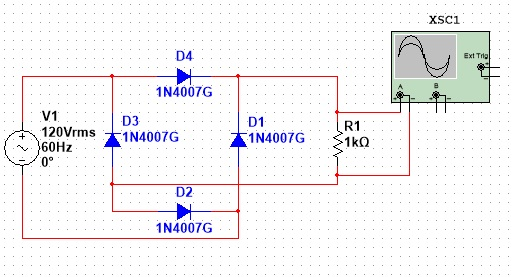 XSC1
Ext Trig
+
-
A
B
+ - + -
D4
1N4007G
V1
120Vrms
60Hz
0°
D3
1N4007G
D1
1N4007G
R1
1kΩ
D2
1N4007G